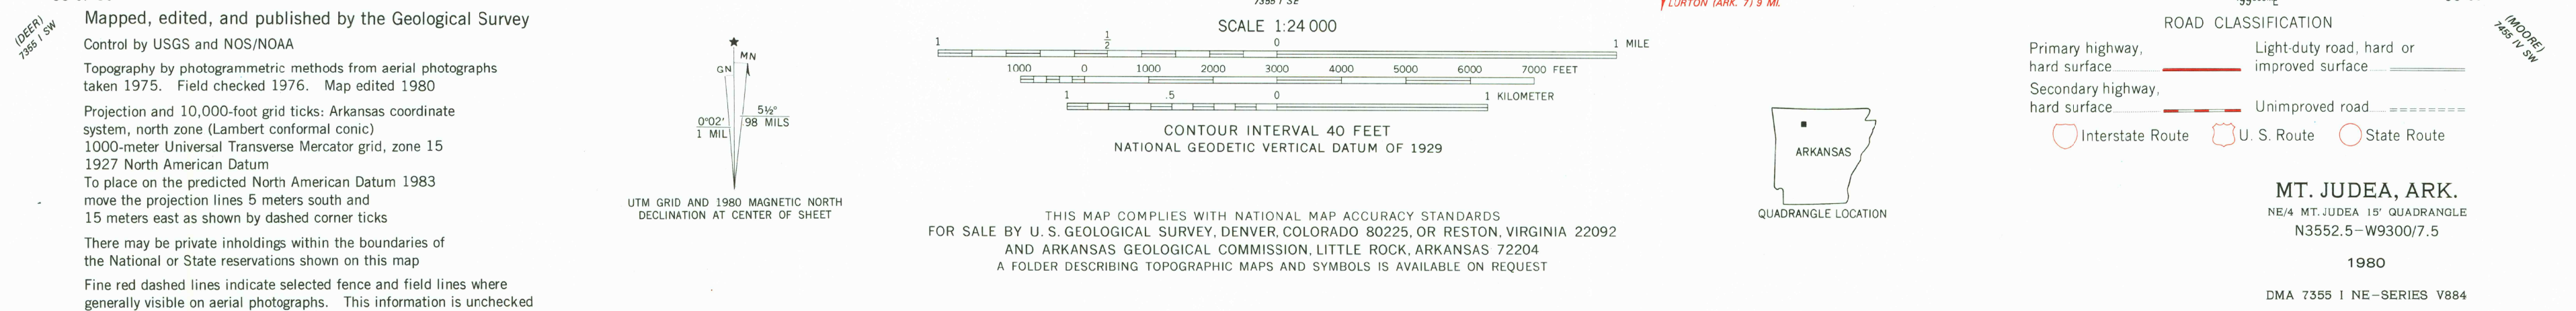 (DEER)
7355 I SW
Mapped, edited, and published by the Geological Survey
Control by USGS and NOS/NOAA
Topography by photogrammetric methods from aerial photographs
taken 1975. Field checked 1976. Map edited 1980
Projection and 10,000-foot grid ticks: Arkansas coordinate
system, north zone (Lambert conformal conic)
1000-meter Universal Transverse Mercator grid, zone 15
1927 North American Datum
To place on the predicted North American Datum 1983
move the projection lines 5 meters south and
15 meters east as shown by dashed corner ticks
There may be private inholdings within the boundaries of
the National or State reservations shown on this map
Fine red dashed lines indicate selected fence and field lines where
generally visible on aerial photographs. This information is unchecked
★
MN
GN
5½°
98 MILS
0°02'
1 MIL
UTM GRID AND 1980 MAGNETIC NORTH
DECLINATION AT CENTER OF SHEET
7355 I SE
LURTON (ARK. 7) 9 MI.
SCALE 1:24 000
1 1/2 0 1 MILE
1000 0 1000 2000 3000 4000 5000 6000 7000 FEET
1 .5 0 1 KILOMETER
CONTOUR INTERVAL 40 FEET
NATIONAL GEODETIC VERTICAL DATUM OF 1929
THIS MAP COMPLIES WITH NATIONAL MAP ACCURACY STANDARDS
FOR SALE BY U. S. GEOLOGICAL SURVEY, DENVER, COLORADO 80225, OR RESTON, VIRGINIA 22092
AND ARKANSAS GEOLOGICAL COMMISSION, LITTLE ROCK, ARKANSAS 72204
A FOLDER DESCRIBING TOPOGRAPHIC MAPS AND SYMBOLS IS AVAILABLE ON REQUEST
ARKANSAS
QUADRANGLE LOCATION
ROAD CLASSIFICATION
Primary highway,
hard surface
Light-duty road, hard or
improved surface
Secondary highway,
hard surface
Unimproved road
Interstate Route
U. S. Route
State Route
(MOORE)
7455 IV SW
MT. JUDEA, ARK.
NE/4 MT. JUDEA 15' QUADRANGLE
N3552.5—W9300/7.5
1980
DMA 7355 I NE—SERIES V884